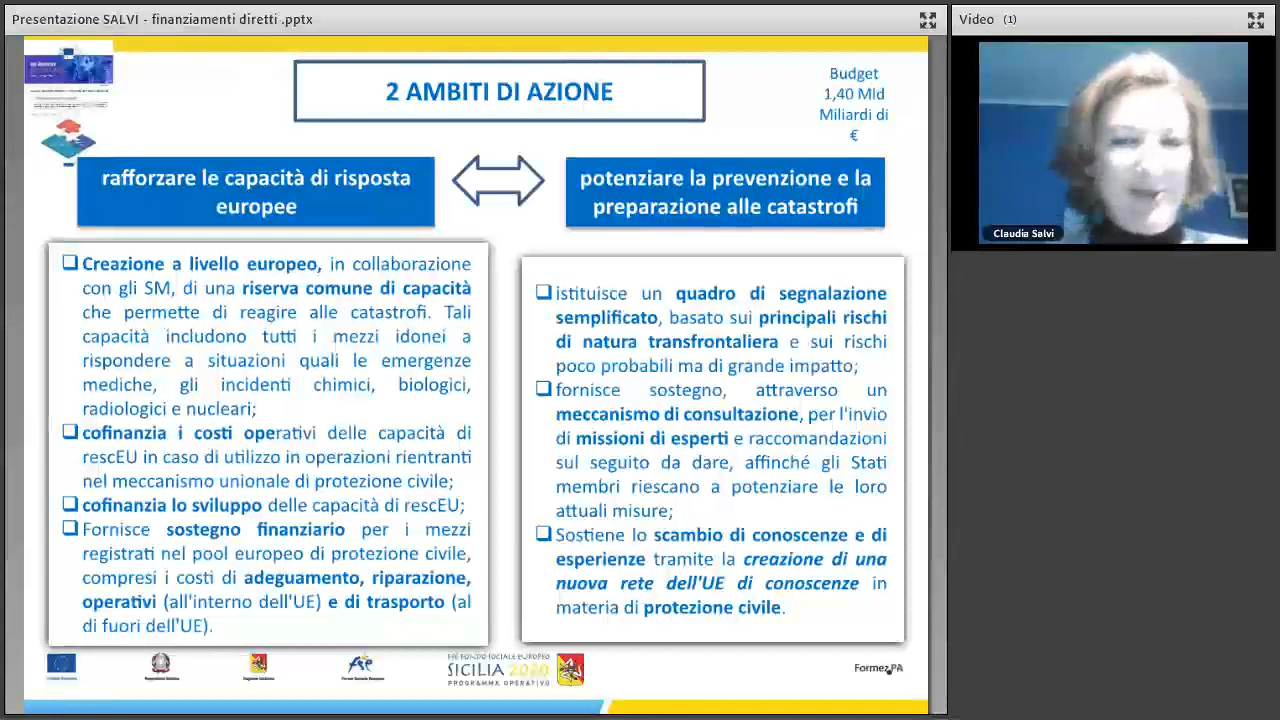 Presentazione SALVI - finanziamenti diretti .pptx
Video (1)
2 AMBITI DI AZIONE
Budget
1,40 Mld
Miliardi di
€
rafforzare le capacità di risposta
europee
potenziare la prevenzione e la
preparazione alle catastrofi
Creazione a livello europeo, in collaborazione
con gli SM, di una riserva comune di capacità
che permette di reagire alle catastrofi. Tali
capacità includono tutti i mezzi idonei a
rispondere a situazioni quali le emergenze
mediche, gli incidenti chimici, biologici,
radiologici e nucleari;
cofinanzia i costi operativi delle capacità di
rescEU in caso di utilizzo in operazioni rientranti
nel meccanismo unionale di protezione civile;
cofinanzia lo sviluppo delle capacità di rescEU;
Fornisce sostegno finanziario per i mezzi
registrati nel pool europeo di protezione civile,
compresi i costi di adeguamento, riparazione,
operativi (all'interno dell'UE) e di trasporto (al
di fuori dell'UE).
istituisce un quadro di segnalazione
semplificato, basato sui principali rischi
di natura transfrontaliera e sui rischi
poco probabili ma di grande impatto;
fornisce sostegno, attraverso un
meccanismo di consultazione, per l'invio
di missioni di esperti e raccomandazioni
sul seguito da dare, affinché gli Stati
membri riescano a potenziare le loro
attuali misure;
Sostiene lo scambio di conoscenze e di
esperienze tramite la creazione di una
nuova rete dell'UE di conoscenze in
materia di protezione civile.
Claudia Salvi
SICILIA 2020
PROGRAMMA OPERATIVO
Formez PA